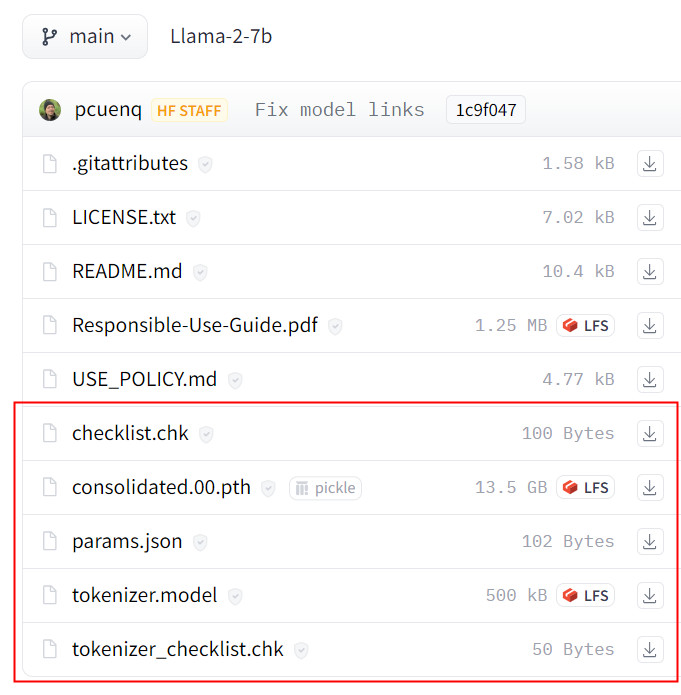 main Llama-2-7b
pcuenq HF STAFF Fix model links 1c9f047
.gitattributes 1.58 kB
LICENSE.txt 7.02 kB
README.md 10.4 kB
Responsible-Use-Guide.pdf 1.25 MB LFS
USE_POLICY.md 4.77 kB
checklist.chk 100 Bytes
consolidated.00.pth pickle 13.5 GB LFS
params.json 102 Bytes
tokenizer.model 500 kB LFS
tokenizer_checklist.chk 50 Bytes